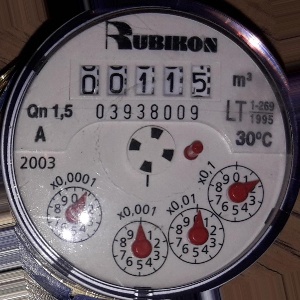 RUBIKON
00115 m³
Qn 1,5 03938009 LT 1-269
1995
A 30°C
2003
x0,0001 x0,1
x0,001 x0,01